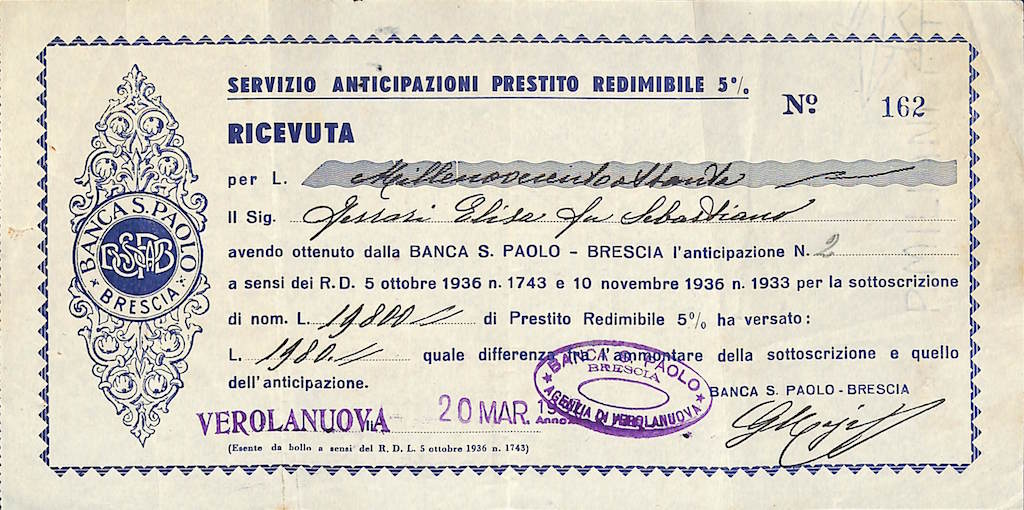 SERVIZIO ANTICIPAZIONI PRESTITO REDIMIBILE 5%
Nº 162
RICEVUTA
per L. Millenovecentoottanta
Il Sig. Ferrari Elisa fu Sebastiano
avendo ottenuto dalla BANCA S. PAOLO - BRESCIA l'anticipazione N. 2
a sensi dei R. D. 5 ottobre 1936 n. 1743 e 10 novembre 1936 n. 1933 per la sottoscrizione
di nom. L. 19800 di Prestito Redimibile 5% ha versato:
L. 1980. quale differenza fra l'ammontare della sottoscrizione e quello
dell'anticipazione.
BANCA S. PAOLO - BRESCIA
VEROLANUOVA li 20 MAR. Anno
(Esente da bollo a sensi del R. D. L. 5 ottobre 1936 n. 1743)
BANCA S. PAOLO
BRESCIA
BANCA S. PAOLO
BRESCIA
AGENZIA DI VEROLANUOVA